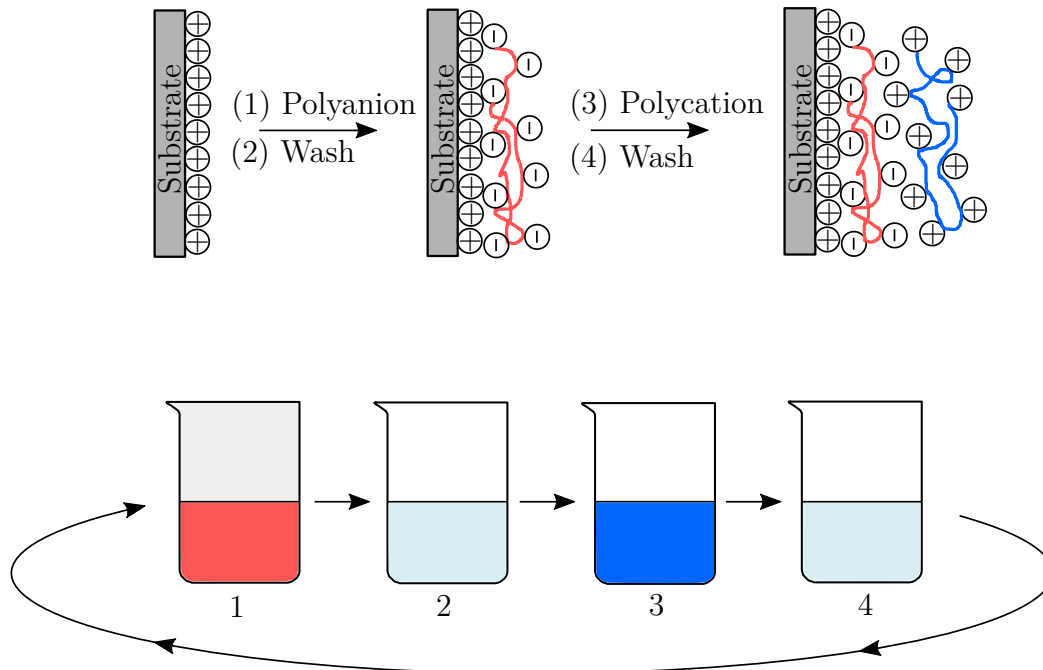 Substrate
(1) Polyanion
(2) Wash
Substrate
(3) Polycation
(4) Wash
Substrate
1
2
3
4